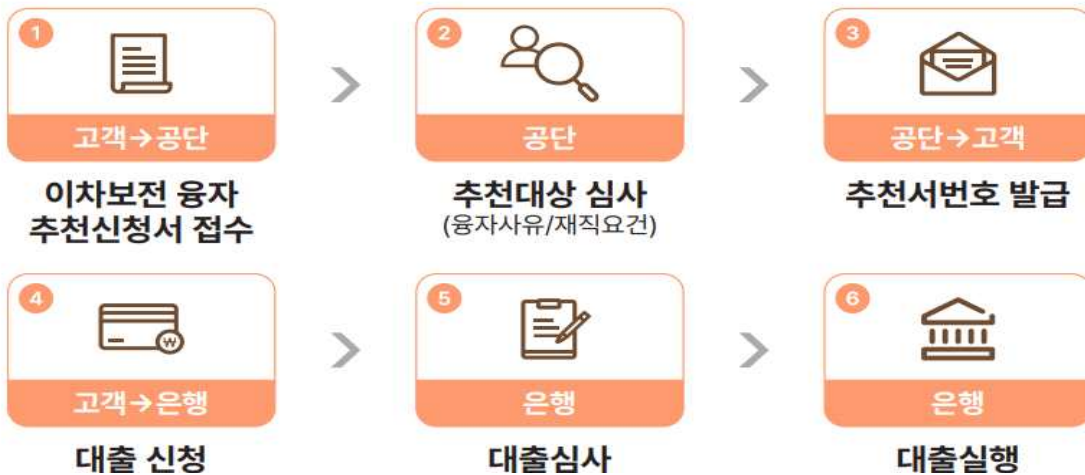 1
고객→공단
이차보전 융자
추천신청서 접수
2
공단
추천대상 심사
(융자사유/재직요건)
3
공단→고객
추천서번호 발급
4
₩
고객→은행
대출 신청
5
은행
대출심사
6
은행
대출실행